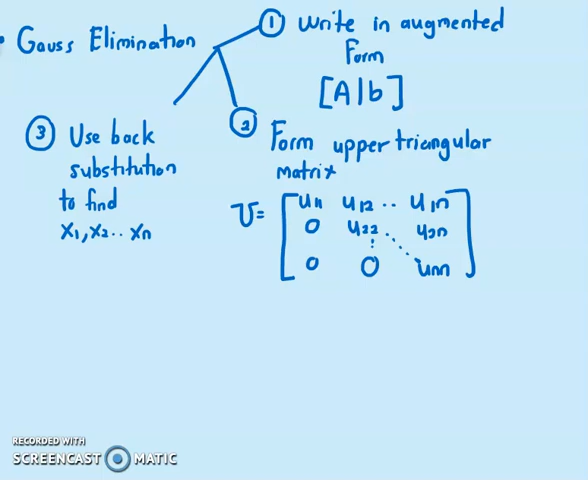 Gauss Elimination
① Write in augmented
Form
[A|b]
② Form upper triangular
matrix
U = [ u11 u12 .. u1n
0 u22 .. u2n
0 0 unn ]
③ Use back
substitution
to find
x1, x2 .. xn
RECORDED WITH
SCREENCAST MATIC